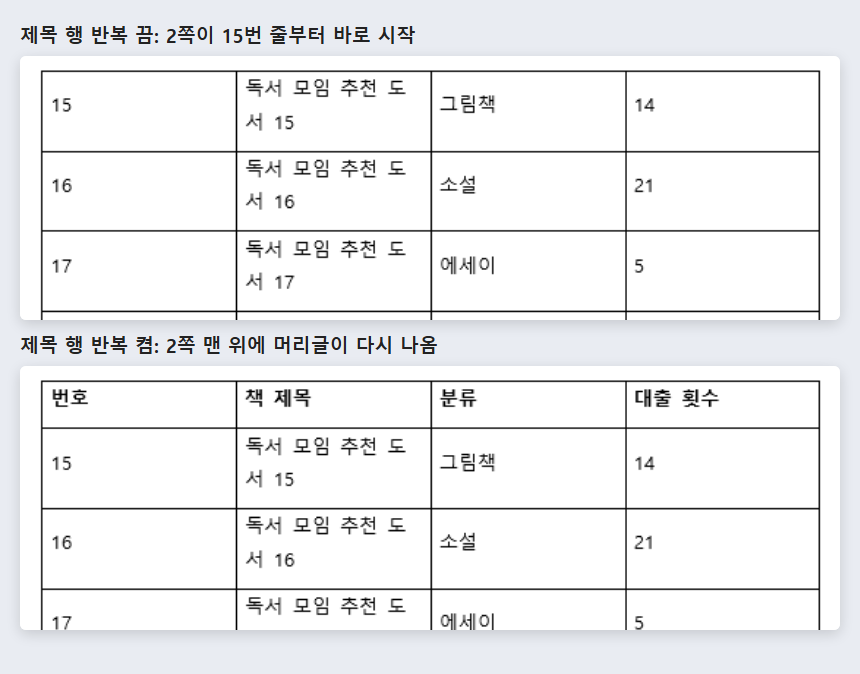 제목 행 반복 끔: 2쪽이 15번 줄부터 바로 시작
15 독서 모임 추천 도서 15 그림책 14
16 독서 모임 추천 도서 16 소설 21
17 독서 모임 추천 도서 17 에세이 5
제목 행 반복 켬: 2쪽 맨 위에 머리글이 다시 나옴
번호 책 제목 분류 대출 횟수
15 독서 모임 추천 도서 15 그림책 14
16 독서 모임 추천 도서 16 소설 21
17 독서 모임 추천 도 에세이 5